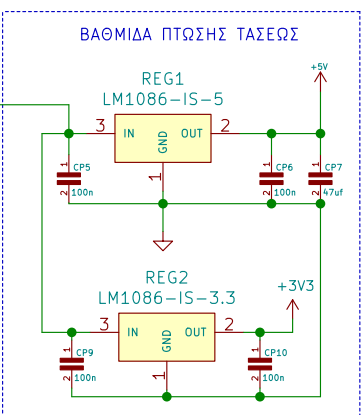 ΒΑΘΜΙΔΑ ΠΤΩΣΗΣ ΤΑΣΕΩΣ
+5V
REG1
LM1086-IS-5
3 IN OUT 2
GND
1
1 CP5
2 100n
1 CP6
2 100n
1 CP7
2 47uf
REG2
LM1086-IS-3.3
+3V3
3 IN OUT 2
GND
1
1 CP9
2 100n
1 CP10
2 100n